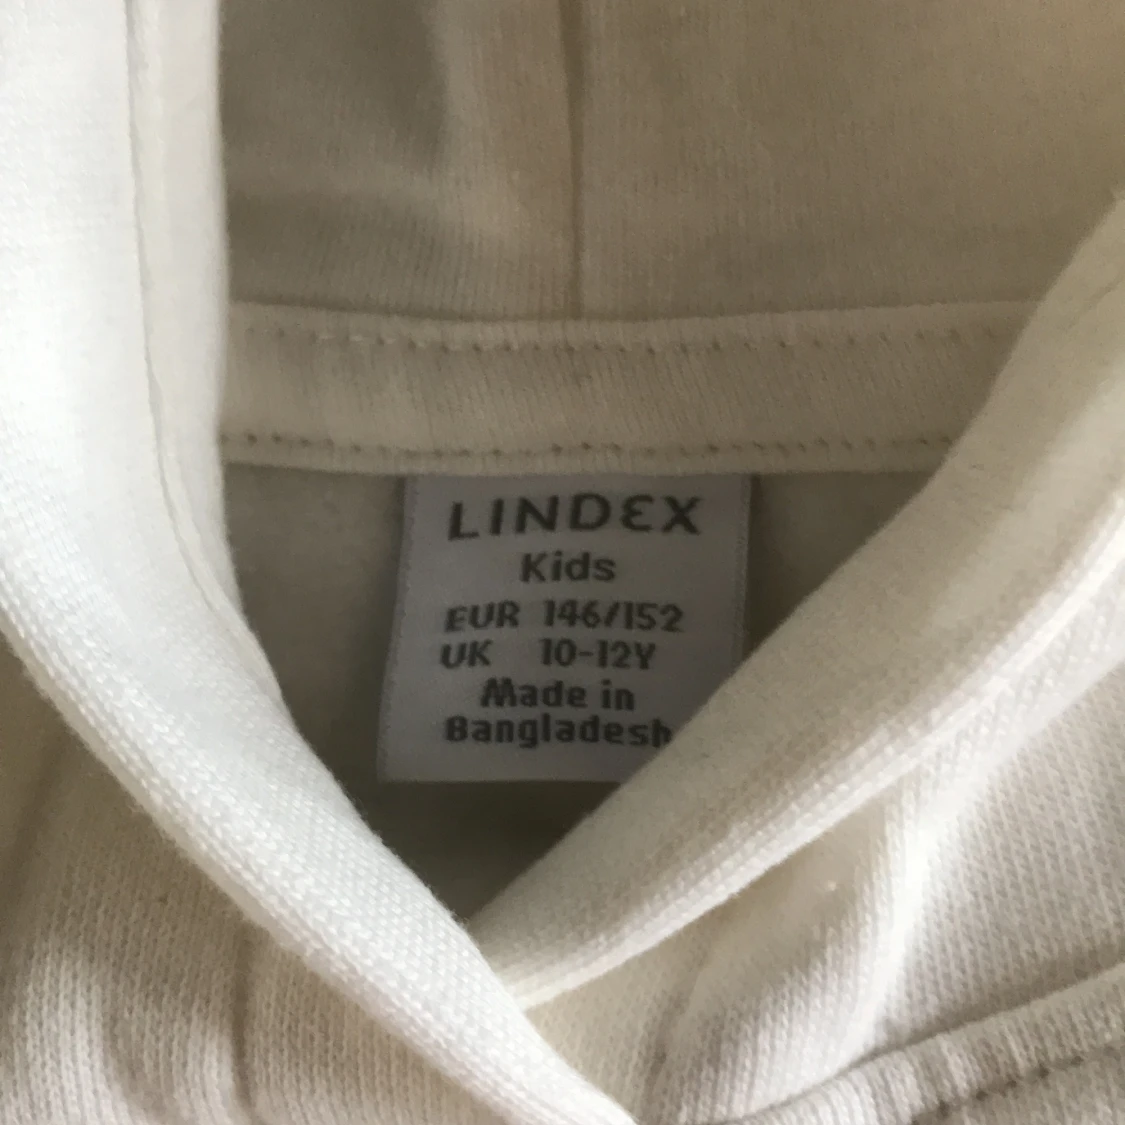 LINDEX
Kids
EUR 146/152
UK 10-12Y
Made in
Bangladesh